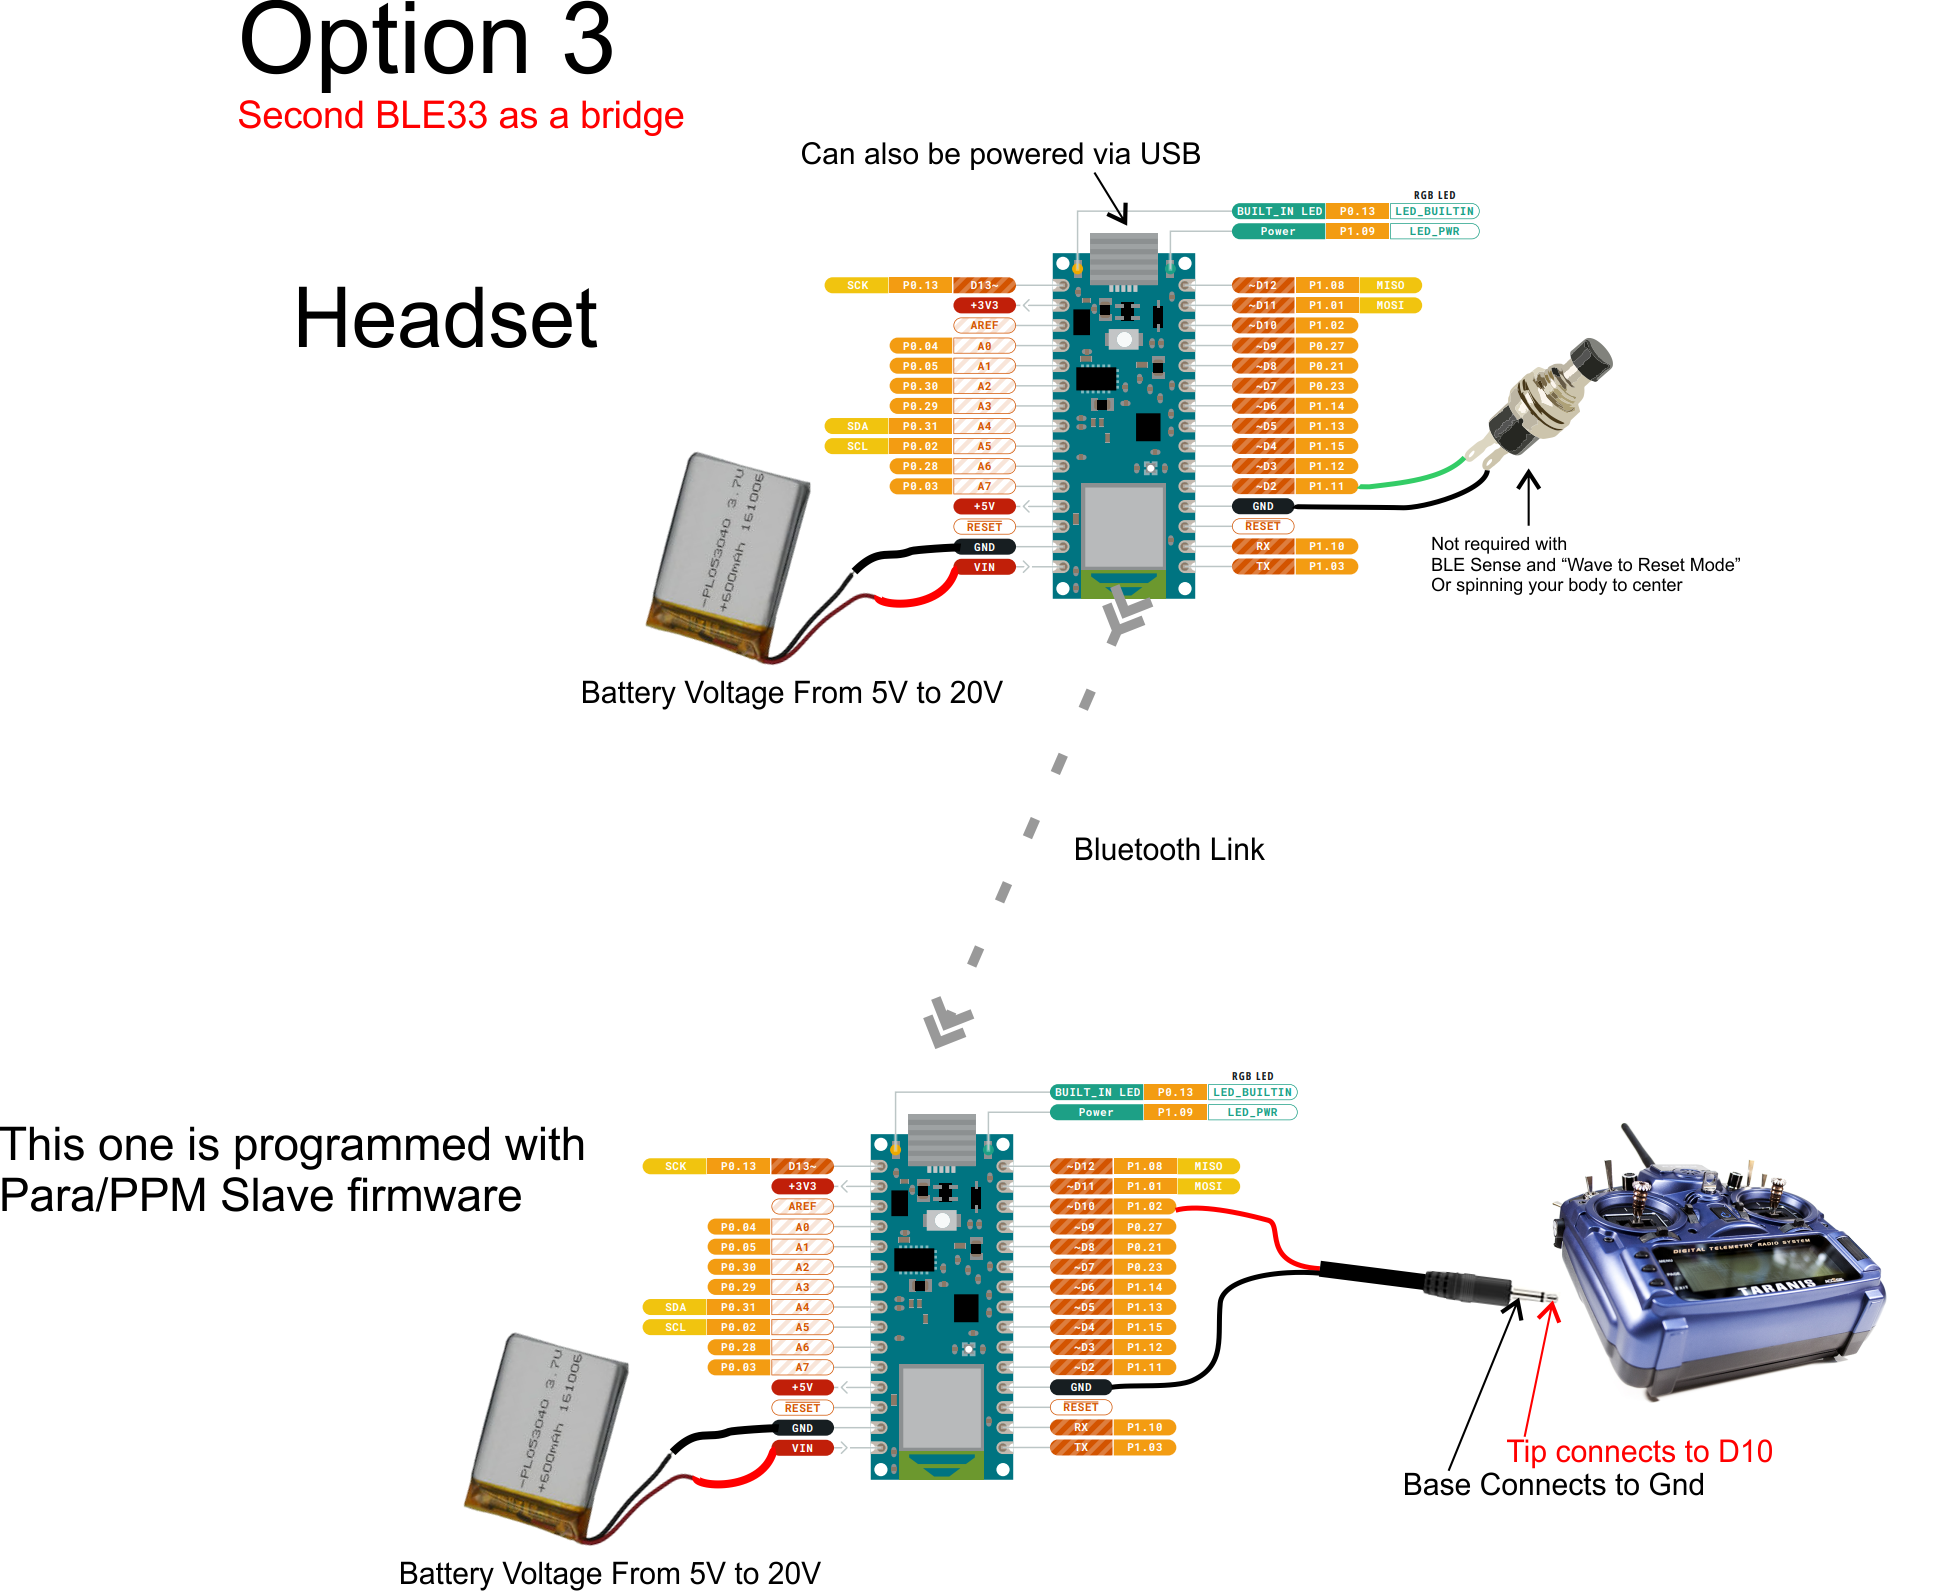 Option 3
Second BLE33 as a bridge
Can also be powered via USB
RGB LED
BUILT_IN LED P0.13 LED_BUILTIN
Power P1.09 LED_PWR
Headset
SCK P0.13 D13~ ~D12 P1.08 MISO
+3V3 ~D11 P1.01 MOSI
AREF ~D10 P1.02
P0.04 A0 ~D9 P0.27
P0.05 A1 ~D8 P0.21
P0.30 A2 ~D7 P0.23
P0.29 A3 ~D6 P1.14
SDA P0.31 A4 ~D5 P1.13
SCL P0.02 A5 ~D4 P1.15
P0.28 A6 ~D3 P1.12
P0.03 A7 ~D2 P1.11
+5V GND
RESET RESET
GND RX P1.10
VIN TX P1.03
-PL053040 3.7V
+600mAh 161006
Not required with
BLE Sense and “Wave to Reset Mode”
Or spinning your body to center
Battery Voltage From 5V to 20V
Bluetooth Link
RGB LED
BUILT_IN LED P0.13 LED_BUILTIN
Power P1.09 LED_PWR
This one is programmed with
Para/PPM Slave firmware
SCK P0.13 D13~ ~D12 P1.08 MISO
+3V3 ~D11 P1.01 MOSI
AREF ~D10 P1.02
P0.04 A0 ~D9 P0.27
P0.05 A1 ~D8 P0.21
P0.30 A2 ~D7 P0.23
P0.29 A3 ~D6 P1.14
SDA P0.31 A4 ~D5 P1.13
SCL P0.02 A5 ~D4 P1.15
P0.28 A6 ~D3 P1.12
P0.03 A7 ~D2 P1.11
+5V GND
RESET RESET
GND RX P1.10
VIN TX P1.03
-PL053040 3.7V
+600mAh 161006
DIGITAL TELEMETRY RADIO SYSTEM
MENU
PAGE
EXIT
TARANIS
Tip connects to D10
Base Connects to Gnd
Battery Voltage From 5V to 20V